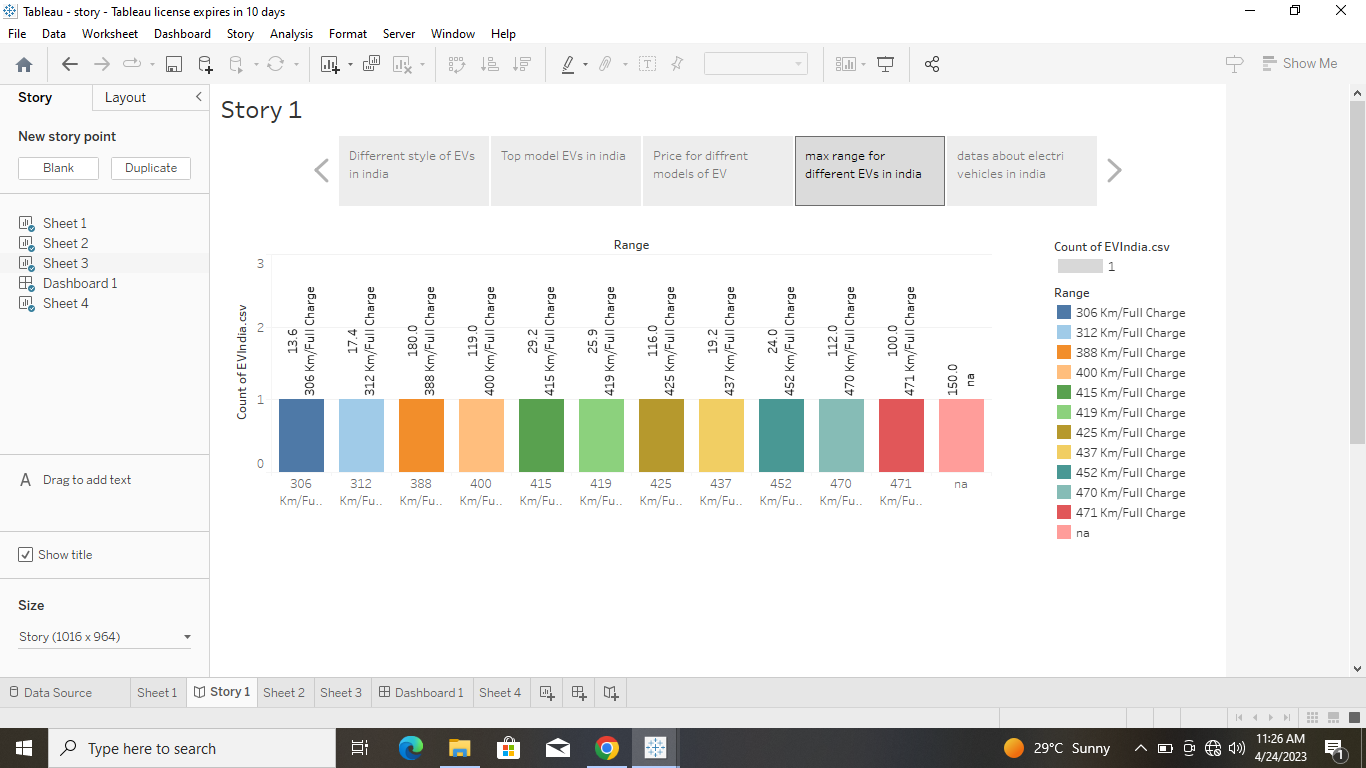 Tableau - story - Tableau license expires in 10 days
File Data Worksheet Dashboard Story Analysis Format Server Window Help
Show Me
Story Layout
New story point
Blank Duplicate
Sheet 1
Sheet 2
Sheet 3
Dashboard 1
Sheet 4
A Drag to add text
Show title
Size
Story (1016 x 964)
Story 1
Differrent style of EVs
in india
Top model EVs in india
Price for diffrent
models of EV
max range for
different EVs in india
datas about electri
vehicles in india
Range
Count of EVIndia.csv
3
2
1
0
13.6
306 Km/Full Charge
17.4
312 Km/Full Charge
180.0
388 Km/Full Charge
119.0
400 Km/Full Charge
29.2
415 Km/Full Charge
25.9
419 Km/Full Charge
116.0
425 Km/Full Charge
19.2
437 Km/Full Charge
24.0
452 Km/Full Charge
112.0
470 Km/Full Charge
100.0
471 Km/Full Charge
150.0
na
306 312 388 400 415 419 425 437 452 470 471 na
Km/Fu.. Km/Fu.. Km/Fu.. Km/Fu.. Km/Fu.. Km/Fu.. Km/Fu.. Km/Fu.. Km/Fu.. Km/Fu.. Km/Fu..
Count of EVIndia.csv
1
Range
306 Km/Full Charge
312 Km/Full Charge
388 Km/Full Charge
400 Km/Full Charge
415 Km/Full Charge
419 Km/Full Charge
425 Km/Full Charge
437 Km/Full Charge
452 Km/Full Charge
470 Km/Full Charge
471 Km/Full Charge
na
Data Source Sheet 1 Story 1 Sheet 2 Sheet 3 Dashboard 1 Sheet 4
Type here to search
29°C Sunny
11:26 AM
4/24/2023
1